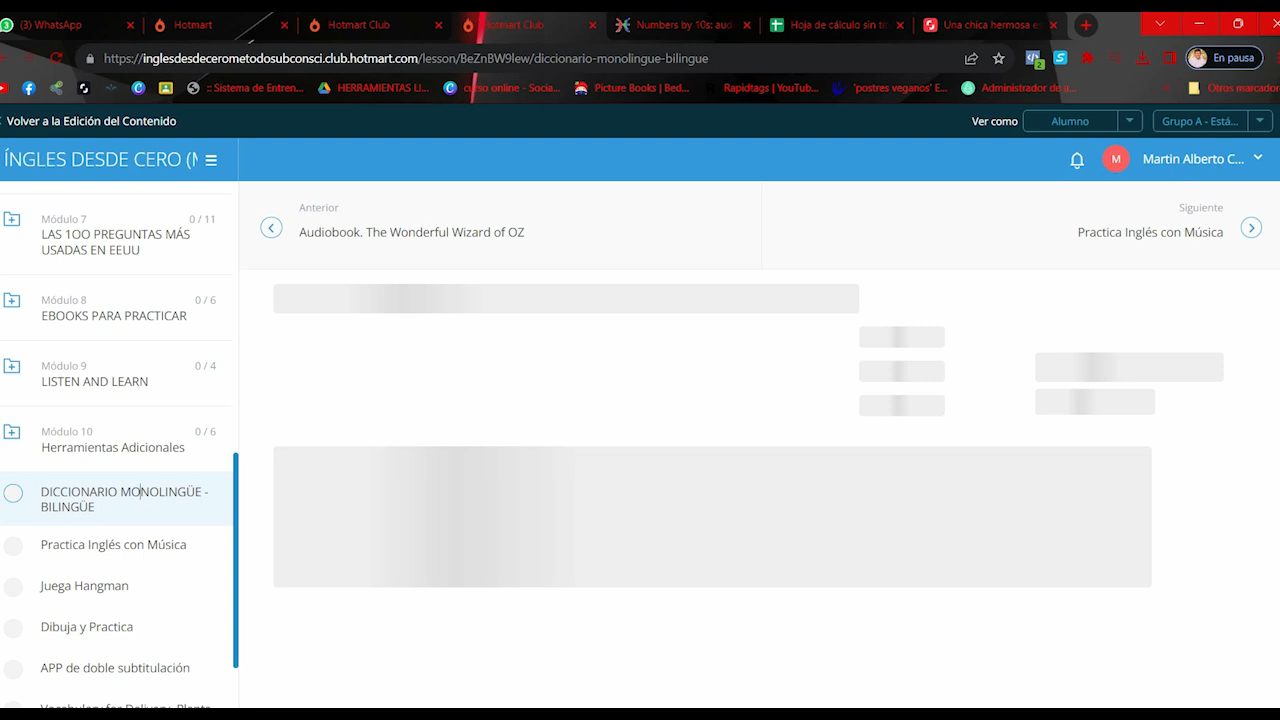 (3) WhatsApp
Hotmart
Hotmart Club
Hotmart Club
Numbers by 10s: aud
Hoja de cálculo sin tí
Una chica hermosa es
https://inglesdesdecerometodosubconsci.club.hotmart.com/lesson/BeZnBW9lew/diccionario-monolingue-bilingue
2
En pausa
:: Sistema de Entren...
HERRAMIENTAS LI...
curso online - Socia...
Picture Books | Bed...
Rapidtags | YouTub...
'postres veganos' E...
Administrador de a...
Otros marcador
Volver a la Edición del Contenido
Ver como
Alumno
Grupo A - Está...
ÍNGLES DESDE CERO (
M
Martin Alberto C...
Módulo 7
0 / 11
LAS 1OO PREGUNTAS MÁS
USADAS EN EEUU
Módulo 8
0 / 6
EBOOKS PARA PRACTICAR
Módulo 9
0 / 4
LISTEN AND LEARN
Módulo 10
0 / 6
Herramientas Adicionales
DICCIONARIO MONOLINGÜE -
BILINGÜE
Practica Inglés con Música
Juega Hangman
Dibuja y Practica
APP de doble subtitulación
Anterior
Audiobook. The Wonderful Wizard of OZ
Siguiente
Practica Inglés con Música